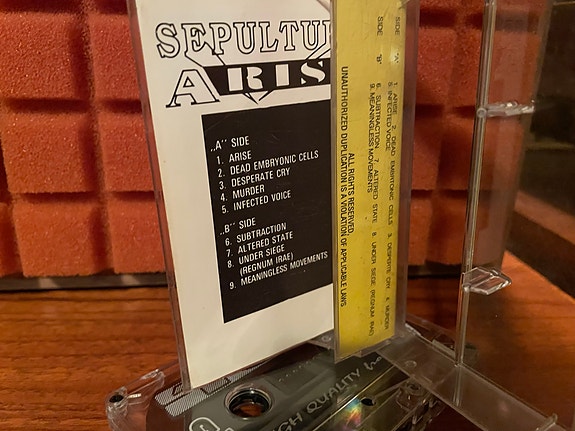 SEPULTU
ARIS
„A" SIDE
1. ARISE
2. DEAD EMBRYONIC CELLS
3. DESPERATE CRY
4. MURDER
5. INFECTED VOICE
„B" SIDE
6. SUBTRACTION
7. ALTERED STATE
8. UNDER SIEGE
(REGNUM IRAE)
9. MEANINGLESS MOVEMENTS
SIDE "A" 1. ARISE 2. DEAD EMBRYONIC CELLS 3. DESPERATE CRY 4. MURDER
5. INFECTED VOICE
SIDE "B" 6. SUBTRACTION 7. ALTERED STATE 8. UNDER SIEGE (REGNUM IRAE)
9. MEANINGLESS MOVEMENTS
ALL RIGHTS RESERVED
UNAUTHORIZED DUPLICATION IS A VIOLATION OF APPLICABLE LAWS
HIGH QUALITY